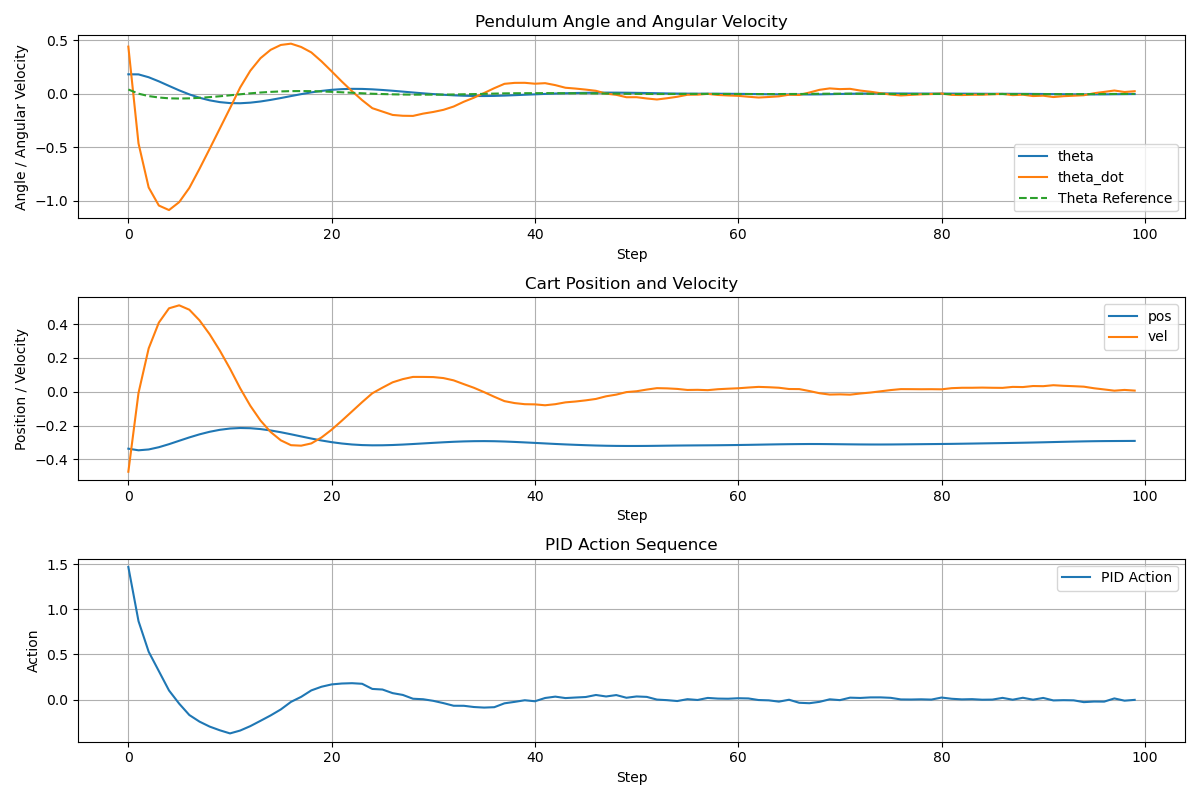 Pendulum Angle and Angular Velocity
Angle / Angular Velocity
0.5
0.0
−0.5
−1.0
theta
theta_dot
Theta Reference
0 20 40 60 80 100
Step
Cart Position and Velocity
Position / Velocity
0.4
0.2
0.0
−0.2
−0.4
pos
vel
0 20 40 60 80 100
Step
PID Action Sequence
Action
1.5
1.0
0.5
0.0
PID Action
0 20 40 60 80 100
Step